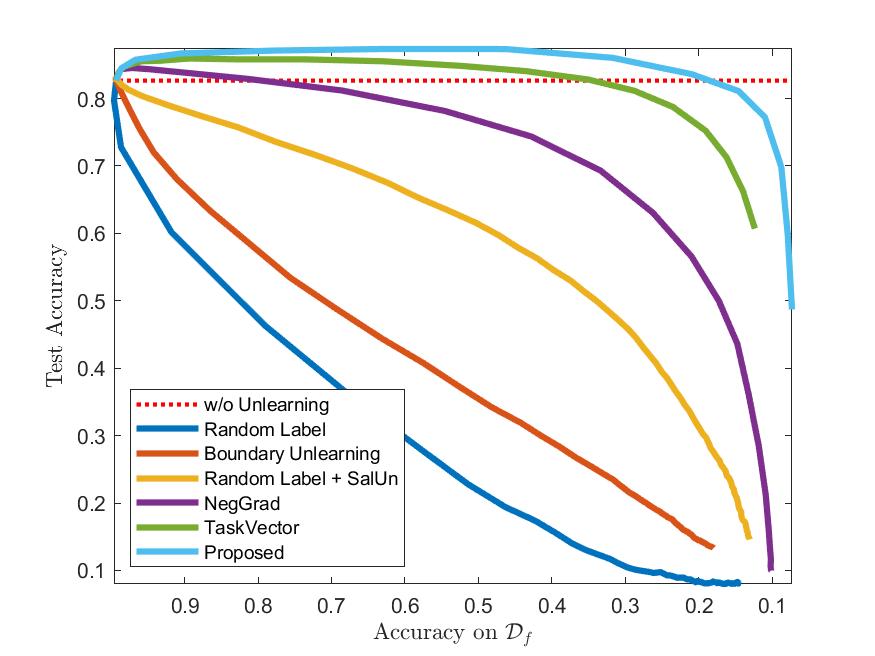 0.8
0.7
0.6
0.5
0.4
0.3
0.2
0.1
Test Accuracy
w/o Unlearning
Random Label
Boundary Unlearning
Random Label + SalUn
NegGrad
TaskVector
Proposed
0.9 0.8 0.7 0.6 0.5 0.4 0.3 0.2 0.1
Accuracy on 𝒟f